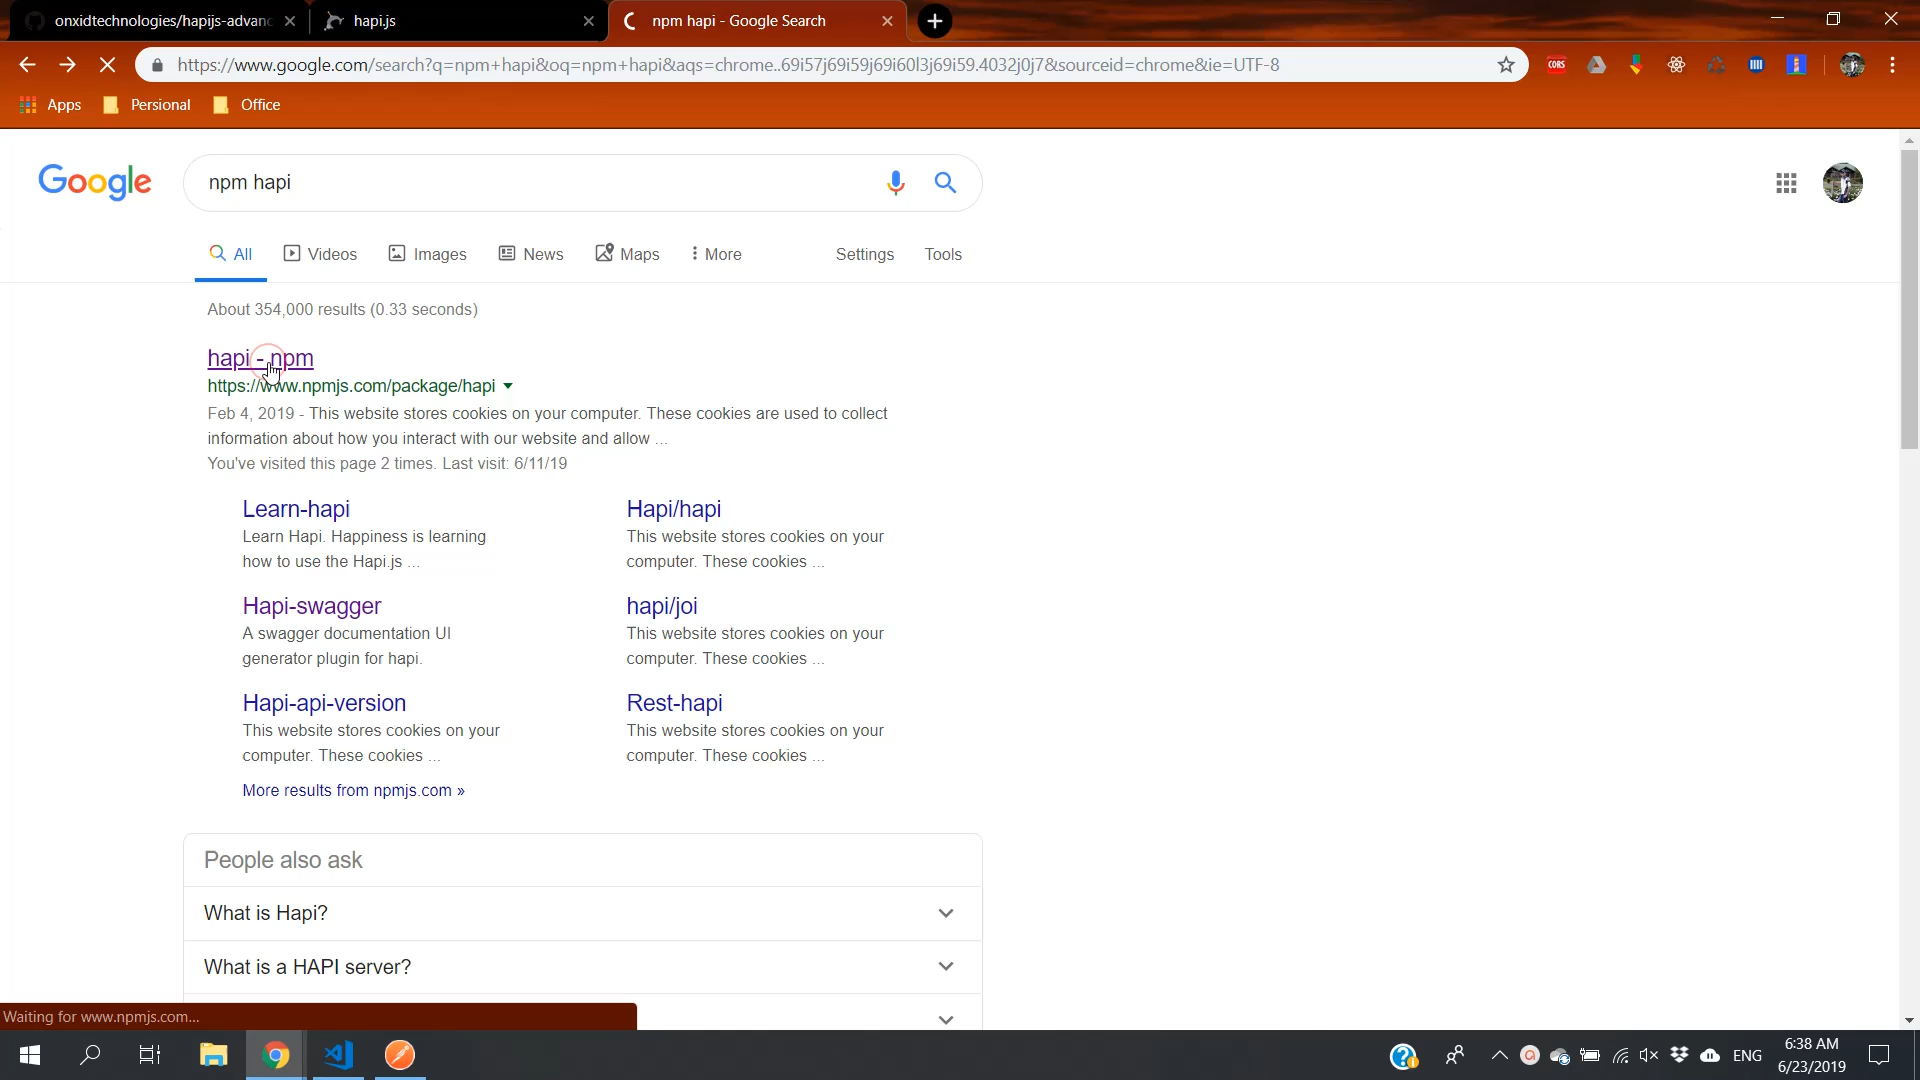 onxidtechnologies/hapijs-advanc
hapi.js
npm hapi - Google Search
https://www.google.com/search?q=npm+hapi&oq=npm+hapi&aqs=chrome..69i57j69i59j69i60l3j69i59.4032j0j7&sourceid=chrome&ie=UTF-8
CORS
Apps
Persional
Office
Google
npm hapi
All
Videos
Images
News
Maps
More
Settings
Tools
About 354,000 results (0.33 seconds)
hapi - npm
https://www.npmjs.com/package/hapi
Feb 4, 2019 - This website stores cookies on your computer. These cookies are used to collect
information about how you interact with our website and allow ...
You've visited this page 2 times. Last visit: 6/11/19
Learn-hapi
Learn Hapi. Happiness is learning
how to use the Hapi.js ...
Hapi/hapi
This website stores cookies on your
computer. These cookies ...
Hapi-swagger
A swagger documentation UI
generator plugin for hapi.
hapi/joi
This website stores cookies on your
computer. These cookies ...
Hapi-api-version
This website stores cookies on your
computer. These cookies ...
Rest-hapi
This website stores cookies on your
computer. These cookies ...
More results from npmjs.com »
People also ask
What is Hapi?
What is a HAPI server?
Waiting for www.npmjs.com...
ENG
6:38 AM
6/23/2019